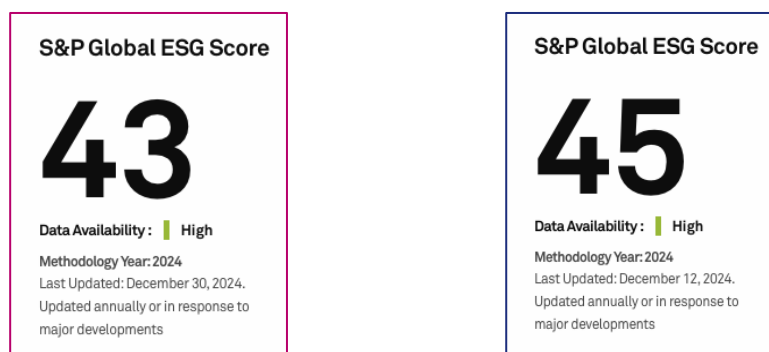 S&P Global ESG Score
43
Data Availability: High
Methodology Year: 2024
Last Updated: December 30, 2024.
Updated annually or in response to
major developments
S&P Global ESG Score
45
Data Availability: High
Methodology Year: 2024
Last Updated: December 12, 2024.
Updated annually or in response to
major developments